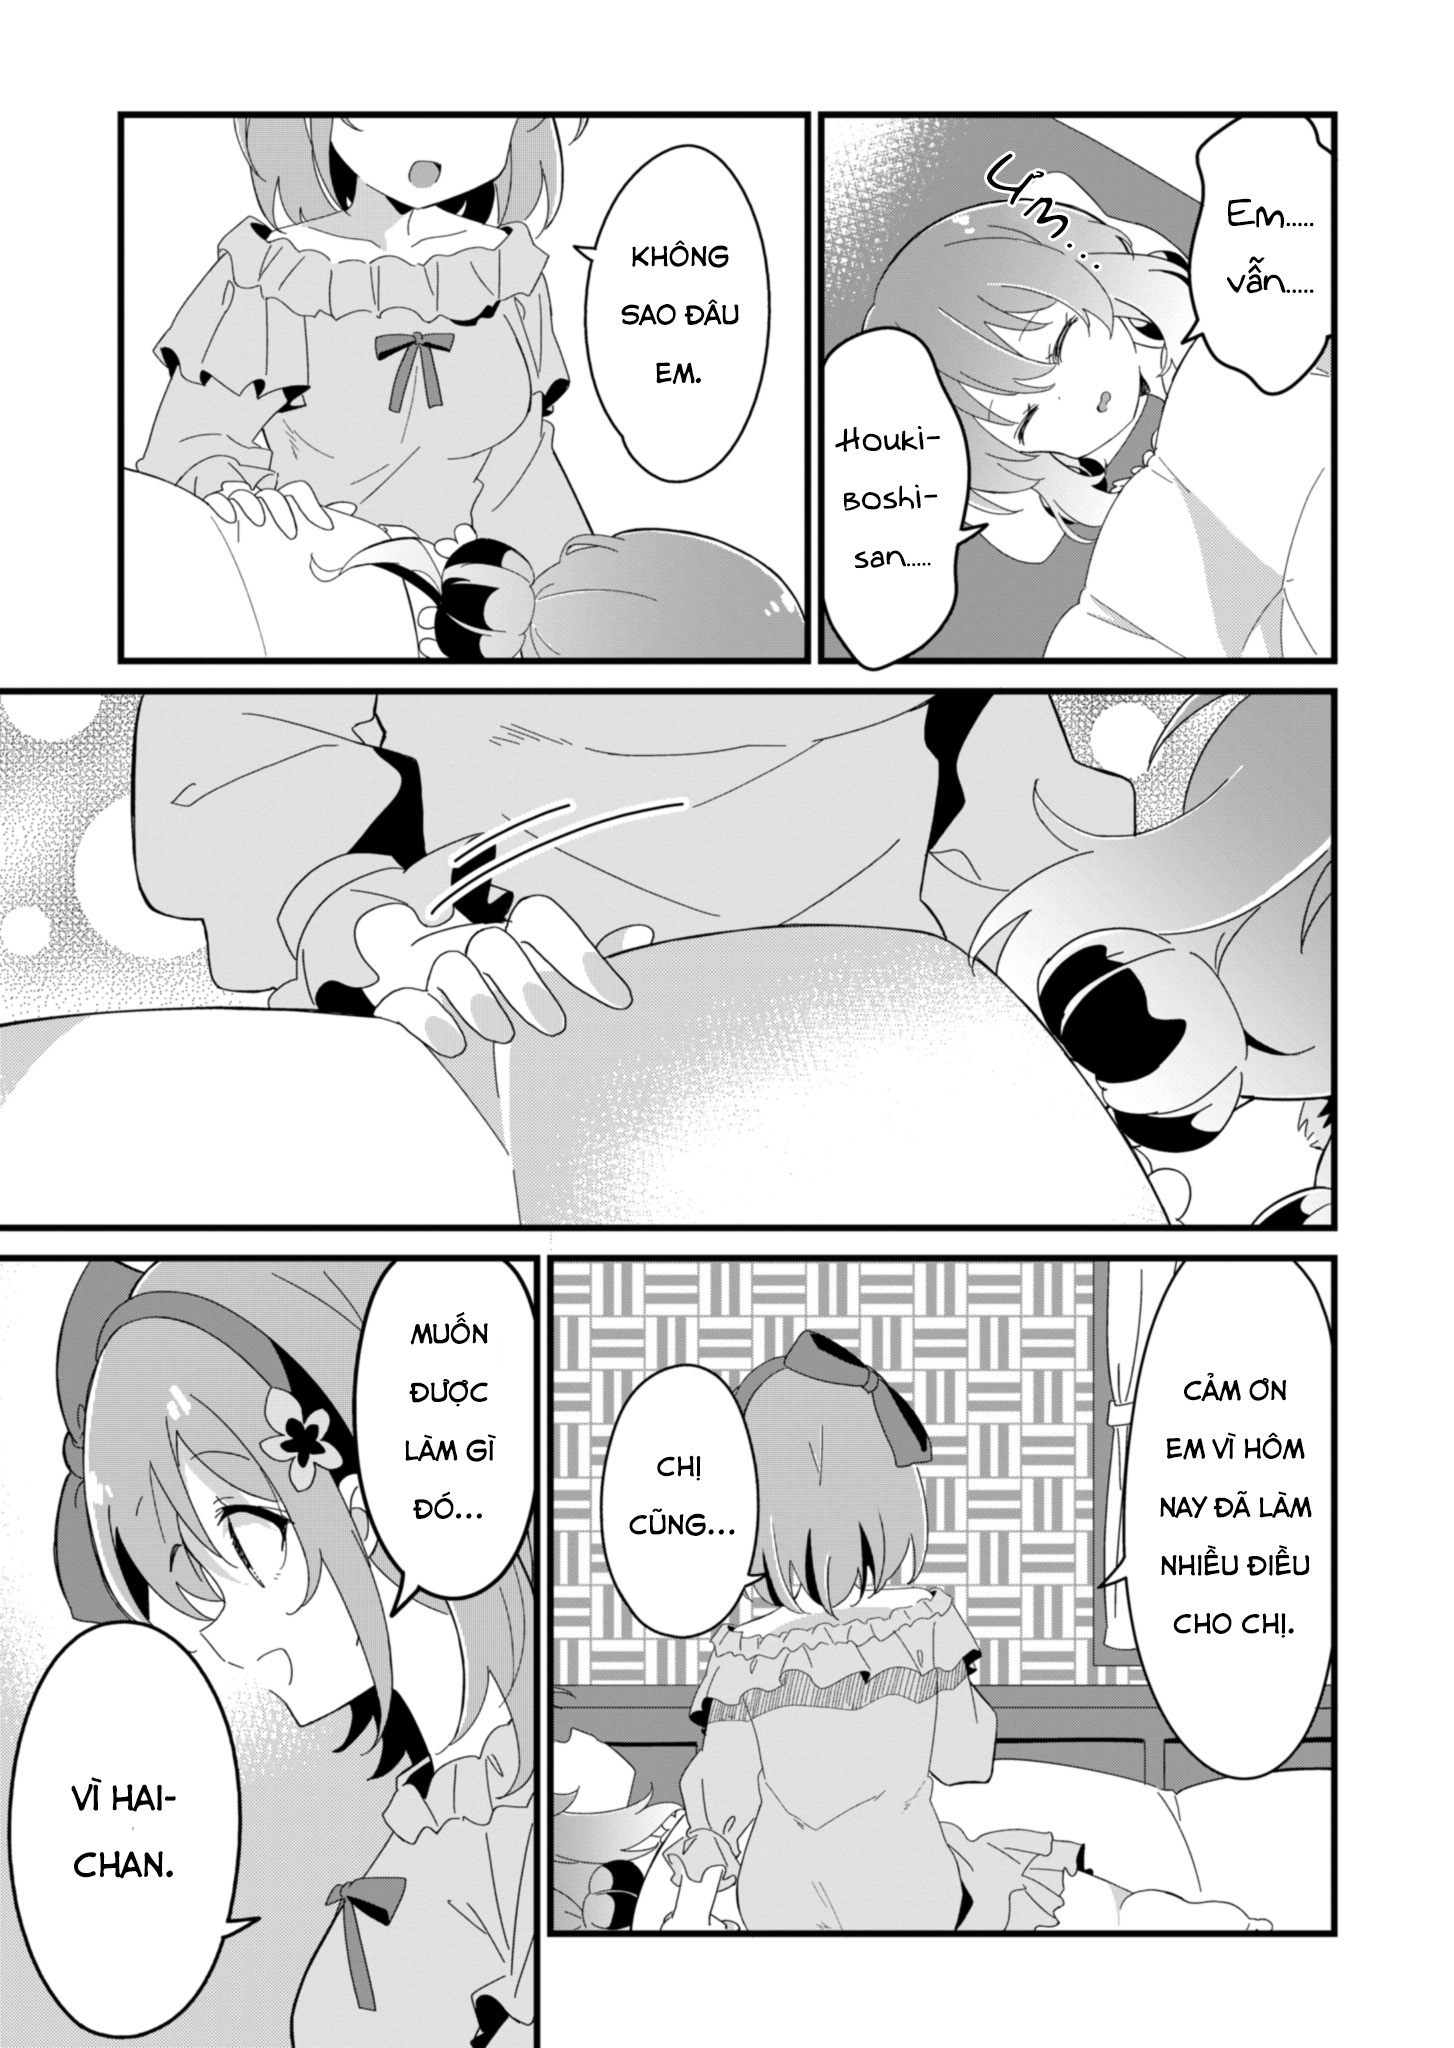 Em.....
vẫn.....
Ưm...
Houki-
Boshi-
san.....
KHÔNG
SAO ĐÂU
EM.
CẢM ƠN
EM VÌ HÔM
NAY ĐÃ LÀM
NHIỀU ĐIỀU
CHO CHỊ.
CHỊ
CŨNG...
MUỐN
ĐƯỢC
LÀM GÌ
ĐÓ...
VÌ HAI-
CHAN.